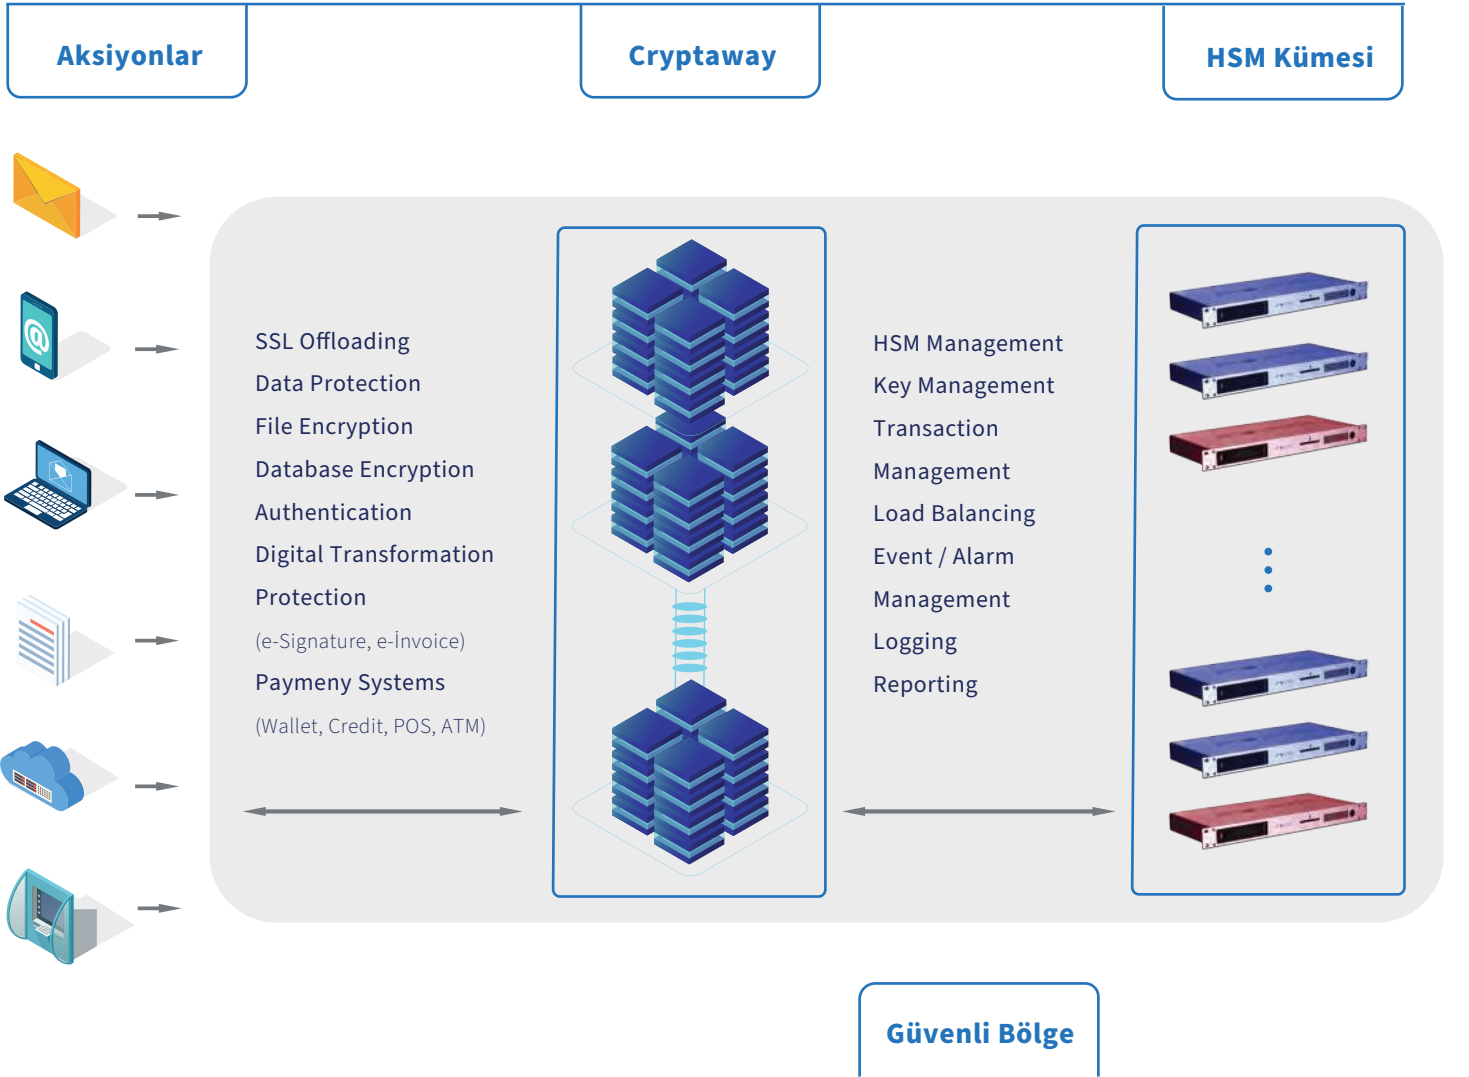 Aksiyonlar
Cryptaway
HSM Kümesi
SSL Offloading
Data Protection
File Encryption
Database Encryption
Authentication
Digital Transformation
Protection
(e-Signature, e-İnvoice)
Paymeny Systems
(Wallet, Credit, POS, ATM)
HSM Management
Key Management
Transaction
Management
Load Balancing
Event / Alarm
Management
Logging
Reporting
Güvenli Bölge